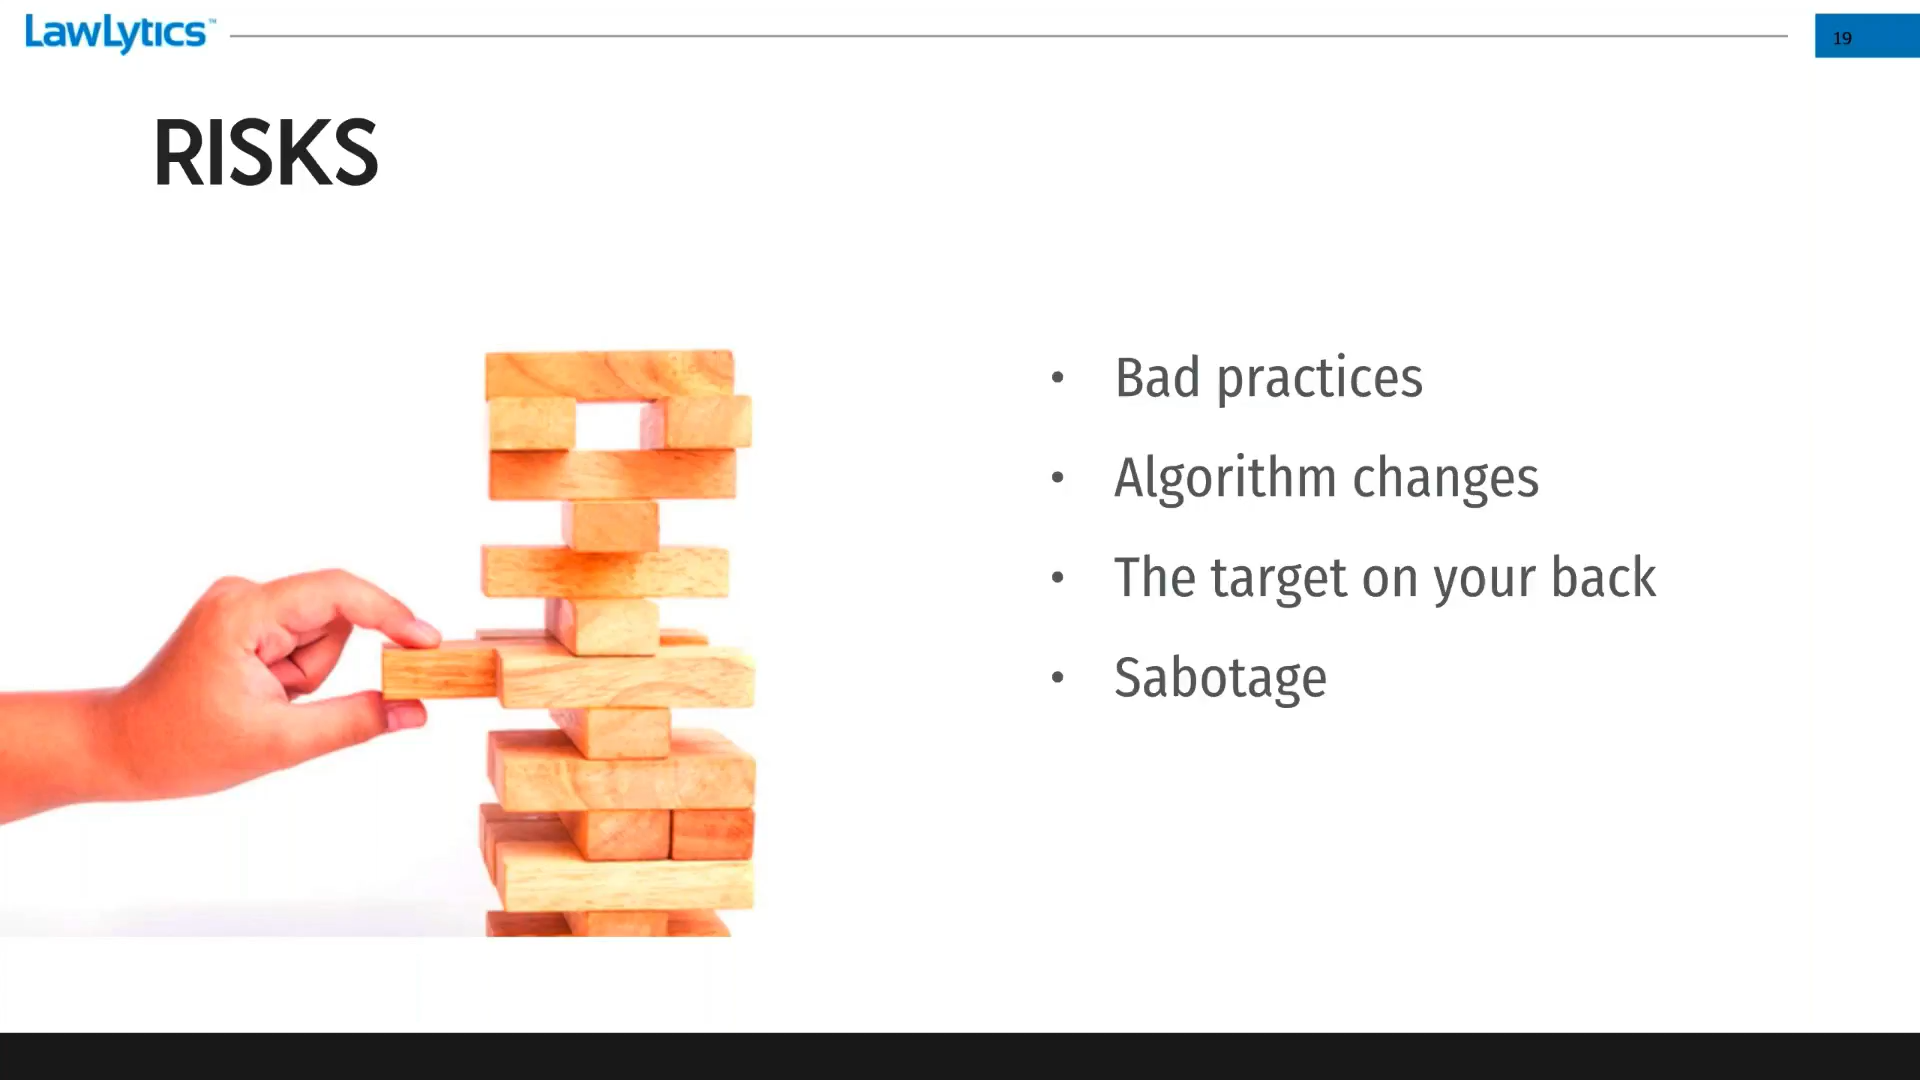 LawLytics™
19
RISKS
• Bad practices
• Algorithm changes
• The target on your back
• Sabotage